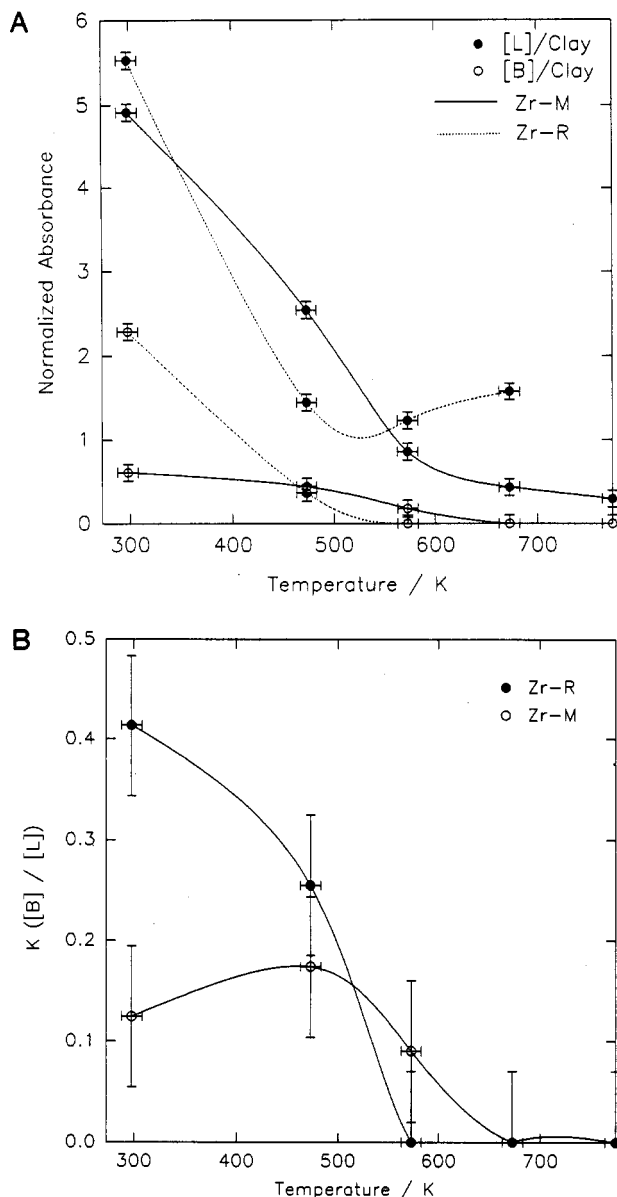 A
6
5
4
3
2
1
0
Normalized Absorbance
[L]/Clay
[B]/Clay
Zr-M
Zr-R
300 400 500 600 700
Temperature / K
B
0.5
0.4
0.3
0.2
0.1
0.0
K ([B] / [L])
Zr-R
Zr-M
300 400 500 600 700
Temperature / K